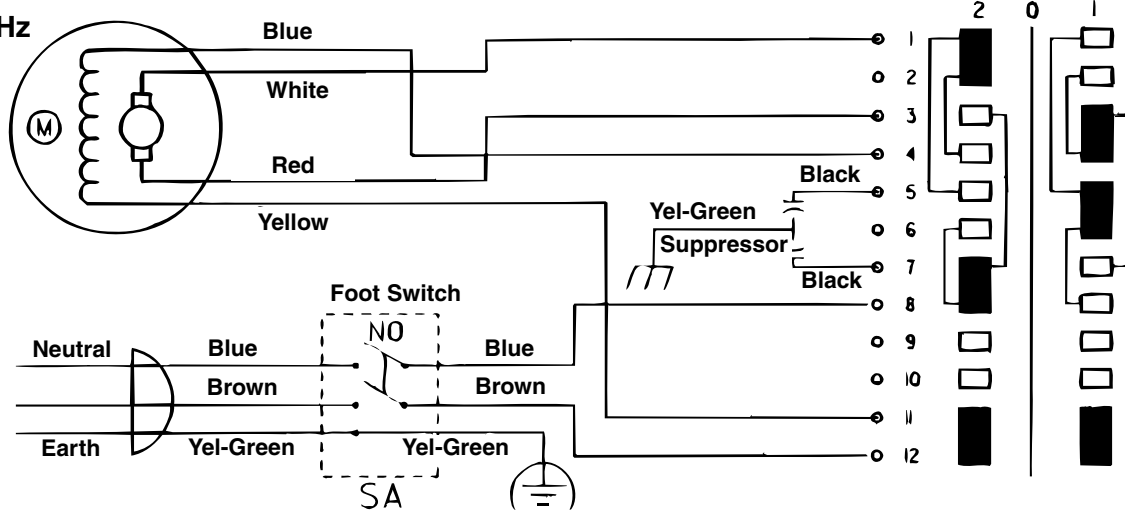 Hz
Blue
White
Red
Yellow
M
Black
Yel-Green
Suppressor
Black
Foot Switch
NO
Neutral Blue Blue
Brown Brown
Earth Yel-Green Yel-Green
SA
2 0 1
1
2
3
4
5
6
7
8
9
10
11
12